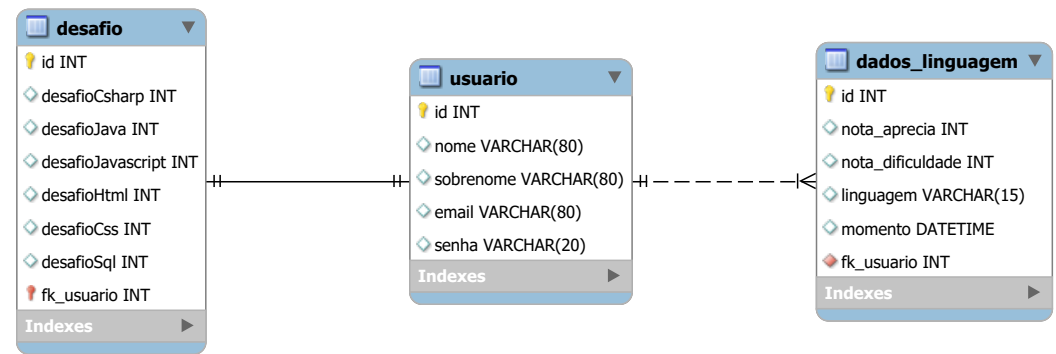 desafio
id INT
desafioCsharp INT
desafioJava INT
desafioJavascript INT
desafioHtml INT
desafioCss INT
desafioSql INT
fk_usuario INT
Indexes
usuario
id INT
nome VARCHAR(80)
sobrenome VARCHAR(80)
email VARCHAR(80)
senha VARCHAR(20)
Indexes
dados_linguagem
id INT
nota_aprecia INT
nota_dificuldade INT
linguagem VARCHAR(15)
momento DATETIME
fk_usuario INT
Indexes